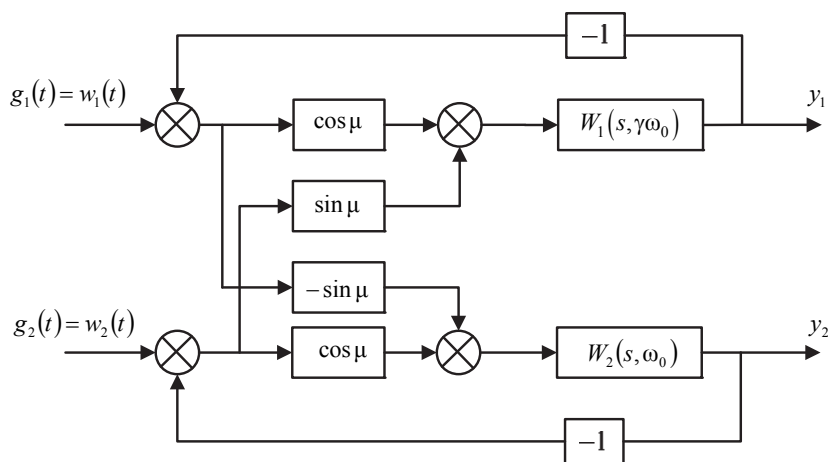 −1
g₁(t) = w₁(t)
cos μ
W₁(s, γω₀)
y₁
sin μ
−sin μ
g₂(t) = w₂(t)
cos μ
W₂(s, ω₀)
y₂
−1